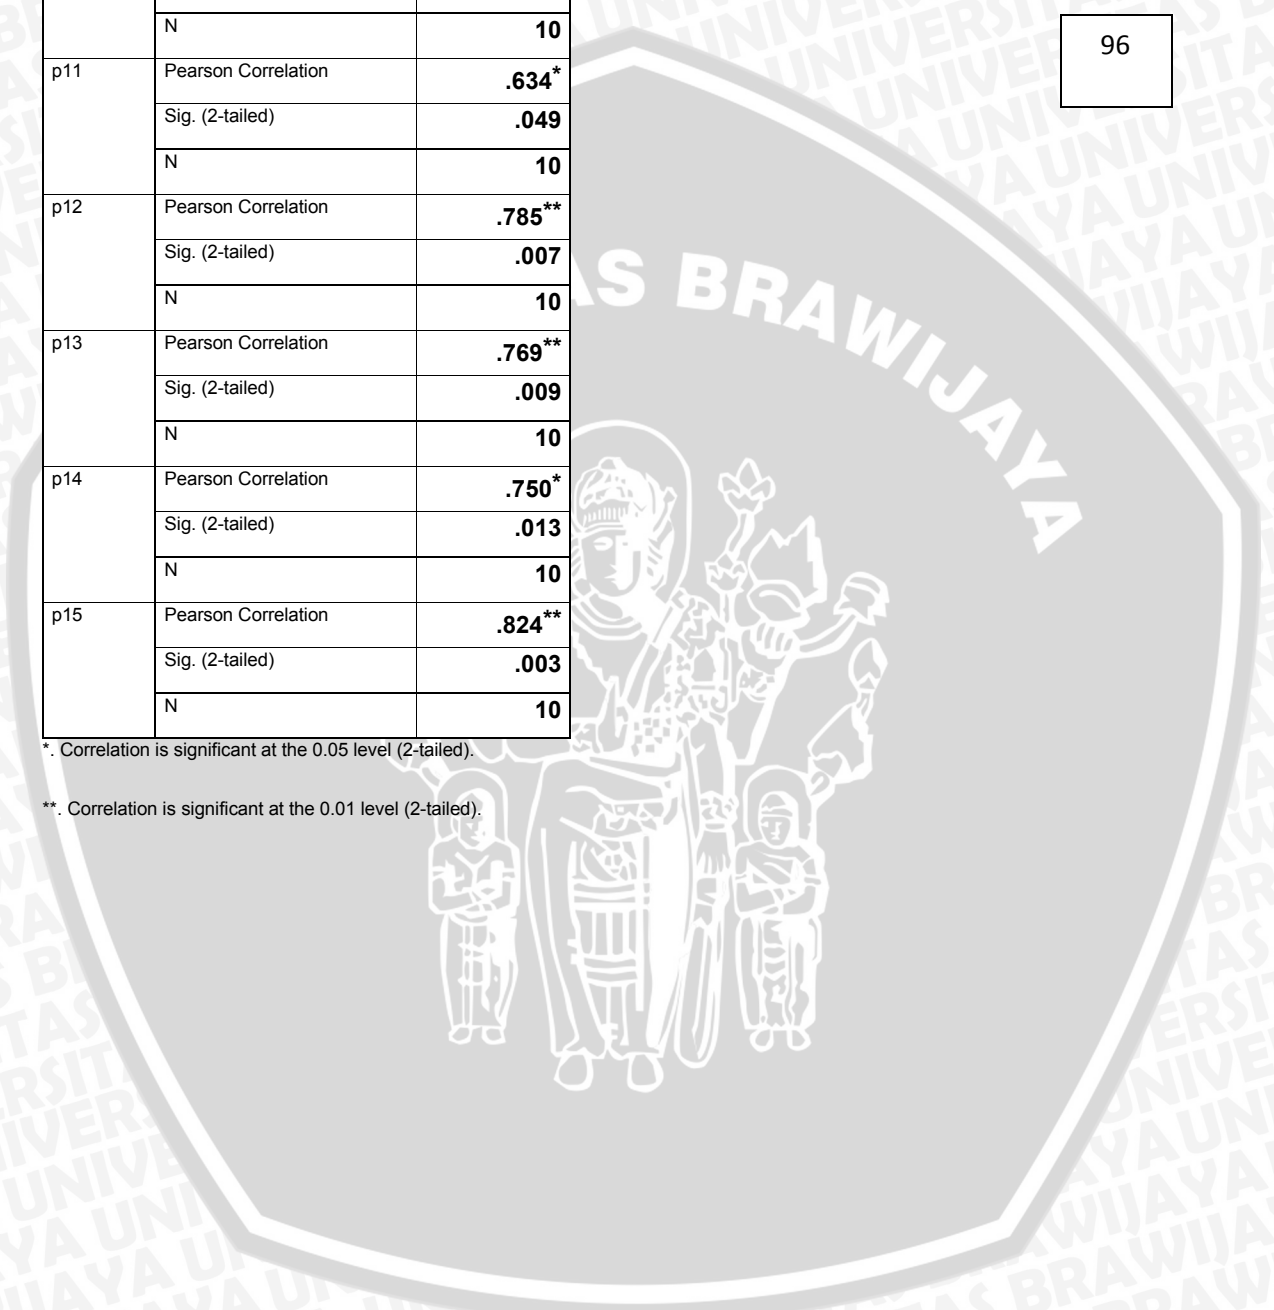 96
N 10
p11 Pearson Correlation .634*
Sig. (2-tailed) .049
N 10
p12 Pearson Correlation .785**
Sig. (2-tailed) .007
N 10
p13 Pearson Correlation .769**
Sig. (2-tailed) .009
N 10
p14 Pearson Correlation .750*
Sig. (2-tailed) .013
N 10
p15 Pearson Correlation .824**
Sig. (2-tailed) .003
N 10
*. Correlation is significant at the 0.05 level (2-tailed).
**. Correlation is significant at the 0.01 level (2-tailed).
AS BRAWIJAYA